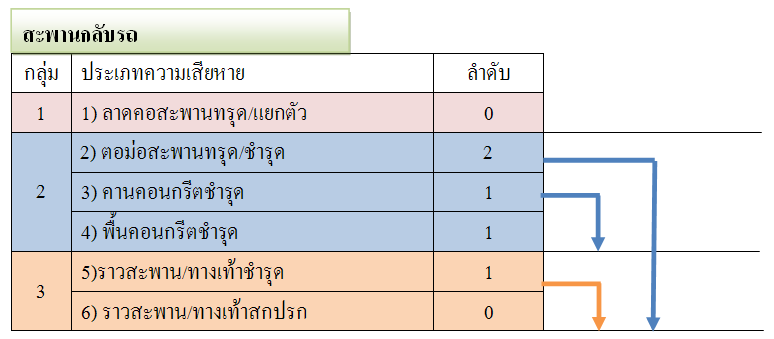 สะพานกลับรถ
กลุ่ม ประเภทความเสียหาย ลำดับ
1 1) ลาดคอสะพานทรุด/แยกตัว 0
2) ตอม่อสะพานทรุด/ชำรุด 2
2 3) คานคอนกรีตชำรุด 1
4) พื้นคอนกรีตชำรุด 1
3 5)ราวสะพาน/ทางเท้าชำรุด 1
6) ราวสะพาน/ทางเท้าสกปรก 0